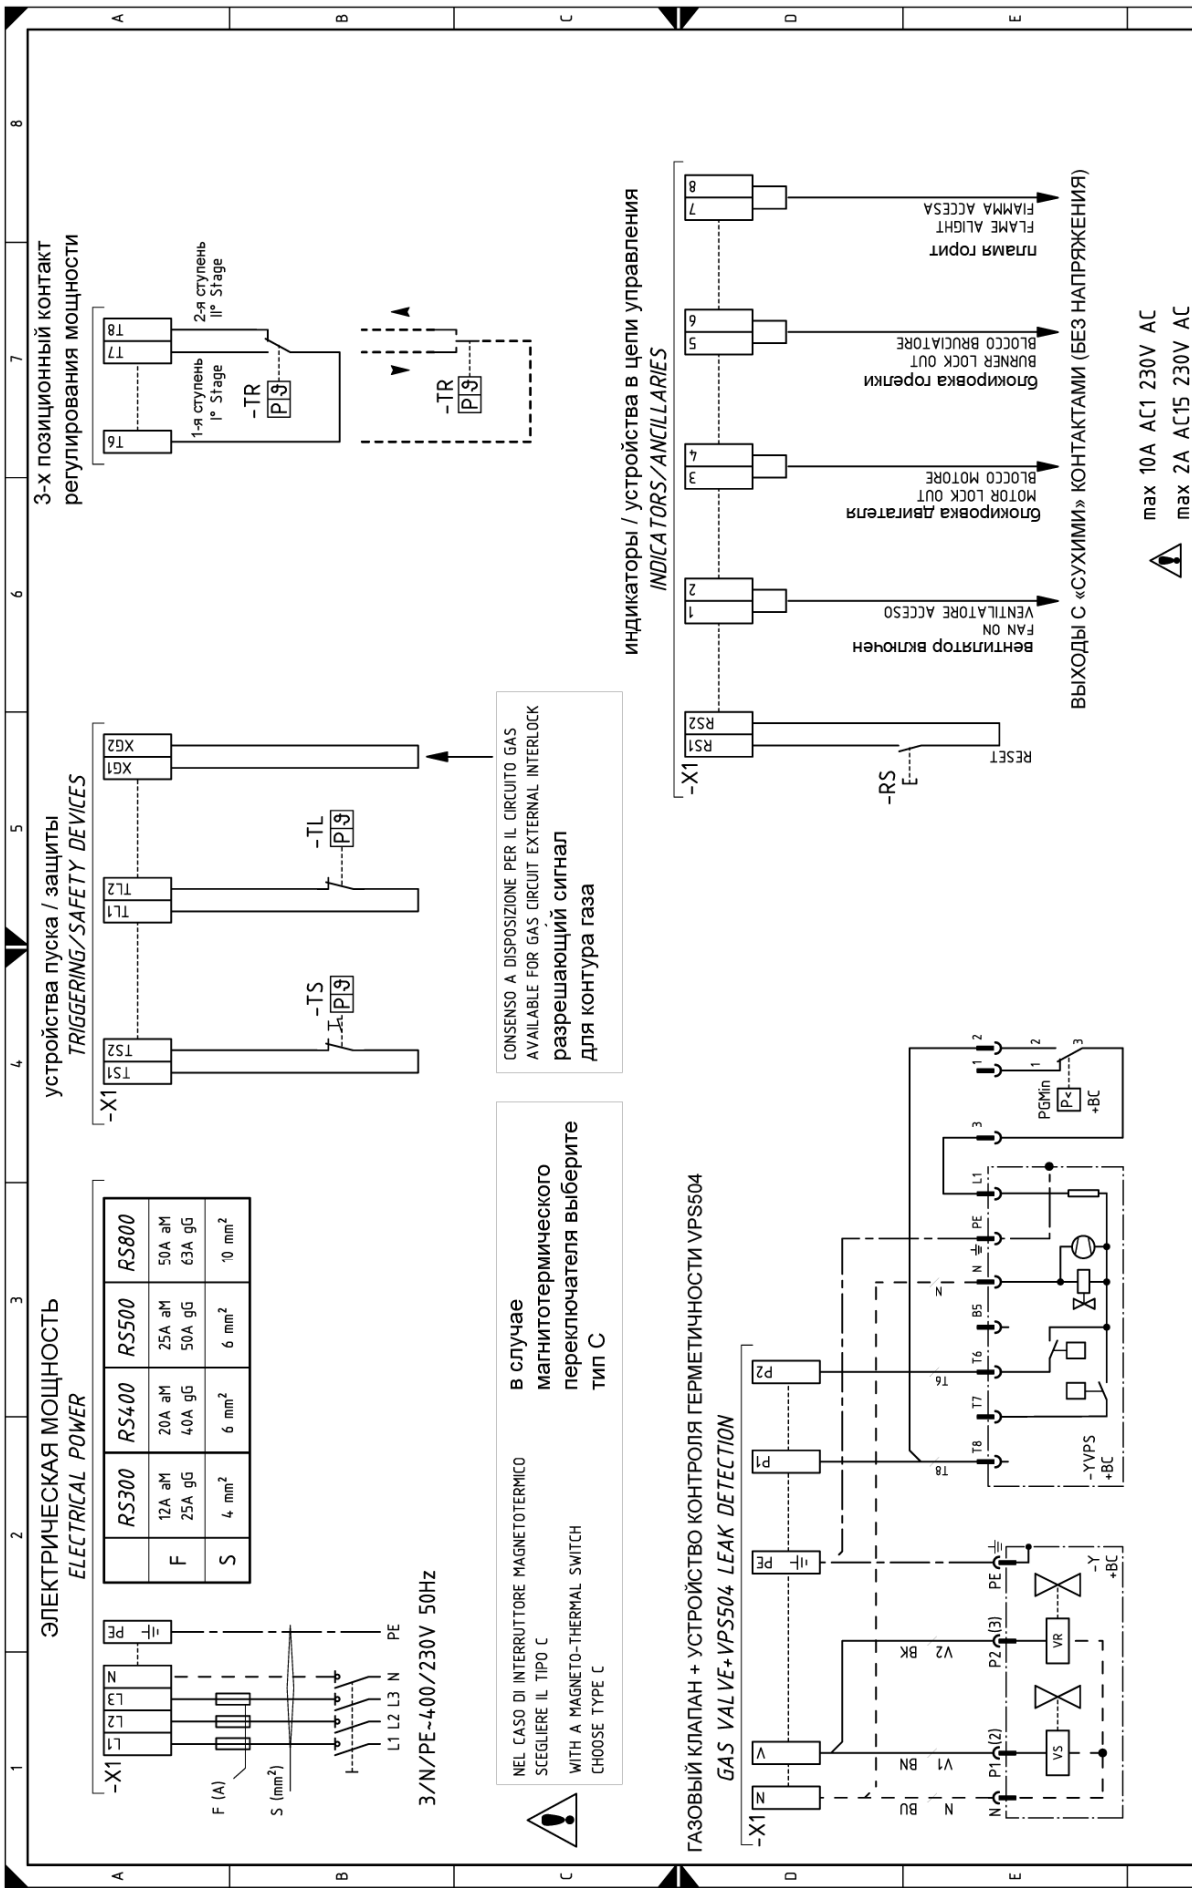 1 2 3 4 5 6 7 8
A
B
C
D
E
ЭЛЕКТРИЧЕСКАЯ МОЩНОСТЬ
ELECTRICAL POWER
-X1
L1 L2 L3 N PE
F (A)
S (mm²)
L1 L2 L3 N PE
3/N/PE~400/230V 50Hz
RS300 RS400 RS500 RS800
F
12A aM 20A aM 25A aM 50A aM
25A gG 40A gG 50A gG 63A gG
S 4 mm² 6 mm² 6 mm² 10 mm²
NEL CASO DI INTERRUTTORE MAGNETOTERMICO
SCEGLIERE IL TIPO C
WITH A MAGNETO-THERMAL SWITCH
CHOOSE TYPE C
в случае
магнитотермического
переключателя выберите
тип C
устройства пуска / защиты
TRIGGERING/SAFETY DEVICES
-X1
TS1 TS2 TL1 TL2 XG1 XG2
-TS
P ϑ
-TL
P ϑ
CONSENSO A DISPOSIZIONE PER IL CIRCUITO GAS
AVAILABLE FOR GAS CIRCUIT EXTERNAL INTERLOCK
разрешающий сигнал
для контура газа
3-х позиционный контакт
регулирования мощности
T6 T7 T8
1-я ступень
I° Stage
2-я ступень
II° Stage
-TR
P ϑ
-TR
P ϑ
ГАЗОВЫЙ КЛАПАН + УСТРОЙСТВО КОНТРОЛЯ ГЕРМЕТИЧНОСТИ VPS504
GAS VALVE+VPS504 LEAK DETECTION
-X1
N V PE P1 P2
N BU
V1 BN
V2 BK
T8
T6
N
N P1 (2) P2 (3) PE
VS
VR
-Y
+BC
T8 T7 T6 B5 N PE L1
-YVPS
+BC
3 1 2
1 2
3
PGMin
P<
+BC
индикаторы / устройства в цепи управления
INDICATORS/ANCILLARIES
-X1
RS1 RS2 1 2 3 4 5 6 7 8
-RS
RESET
вентилятор включен
FAN ON
VENTILATORE ACCESO
блокировка двигателя
MOTOR LOCK OUT
BLOCCO MOTORE
блокировка горелки
BURNER LOCK OUT
BLOCCO BRUCIATORE
пламя горит
FLAME ALIGHT
FIAMMA ACCESA
ВЫХОДЫ С «СУХИМИ» КОНТАКТАМИ (БЕЗ НАПРЯЖЕНИЯ)
max 10A AC1 230V AC
max 2A AC15 230V AC
A
B
C
D
E